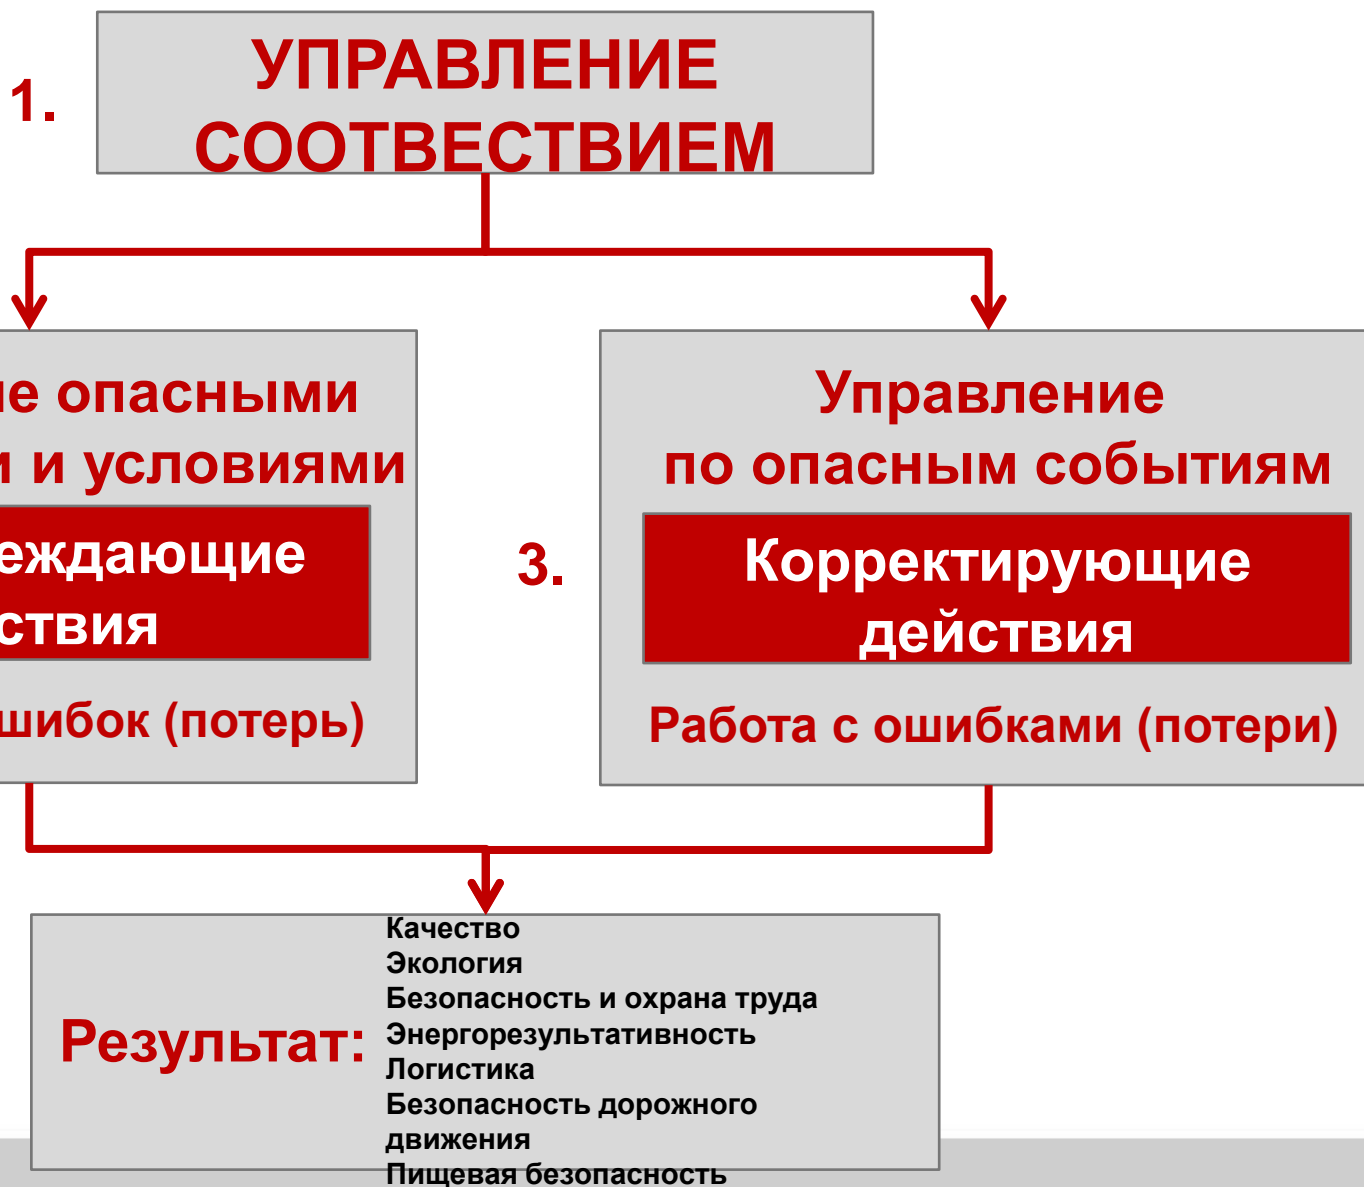 1.
УПРАВЛЕНИЕ
СООТВЕСТВИЕМ
ие опасными
и и условиями
еждающие
ствия
шибок (потерь)
3.
Управление
по опасным событиям
Корректирующие
действия
Работа с ошибками (потери)
Результат:
Качество
Экология
Безопасность и охрана труда
Энергорезультативность
Логистика
Безопасность дорожного
движения
Пищевая безопасность